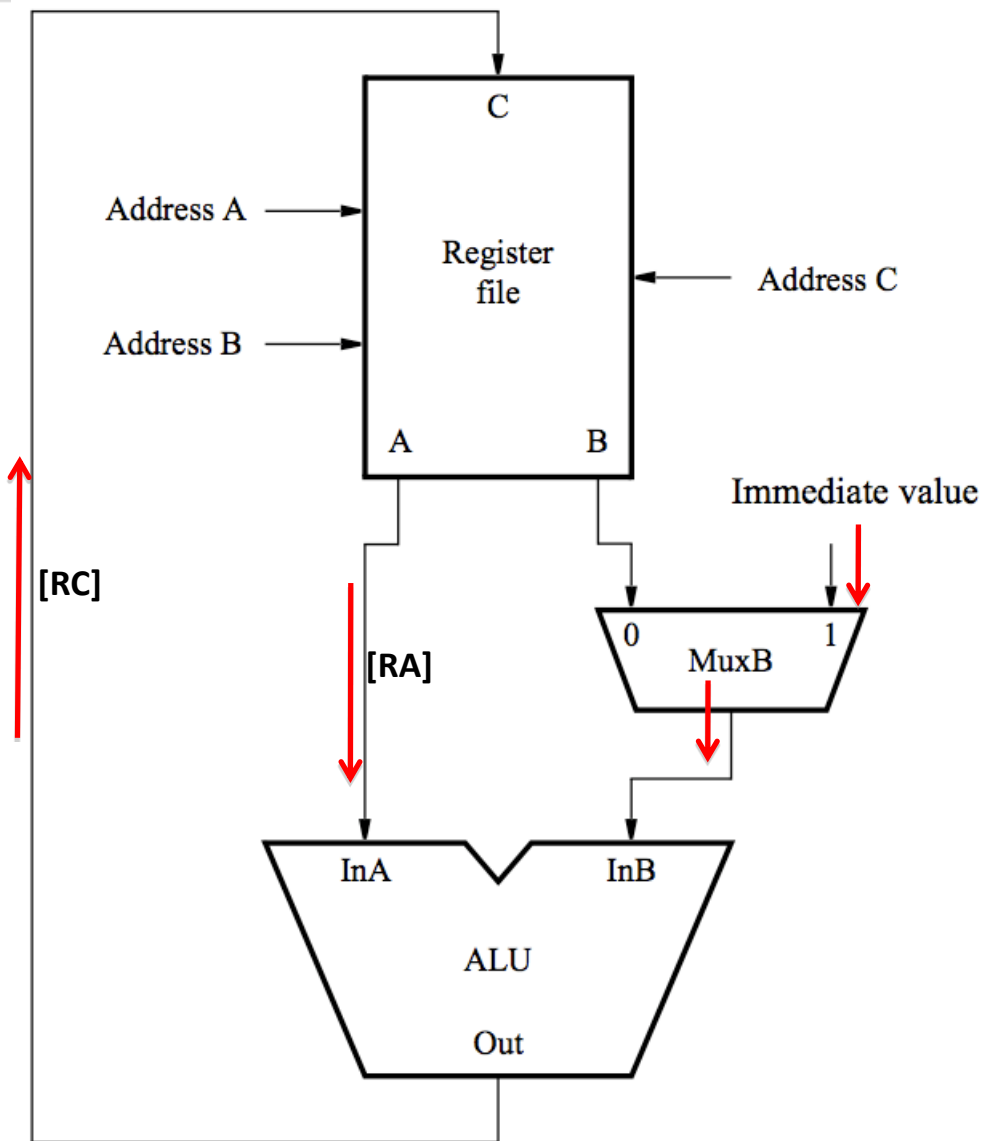 C
Address A
Register
file
Address C
Address B
A
B
Immediate value
[RC]
0
1
MuxB
[RA]
InA
InB
ALU
Out